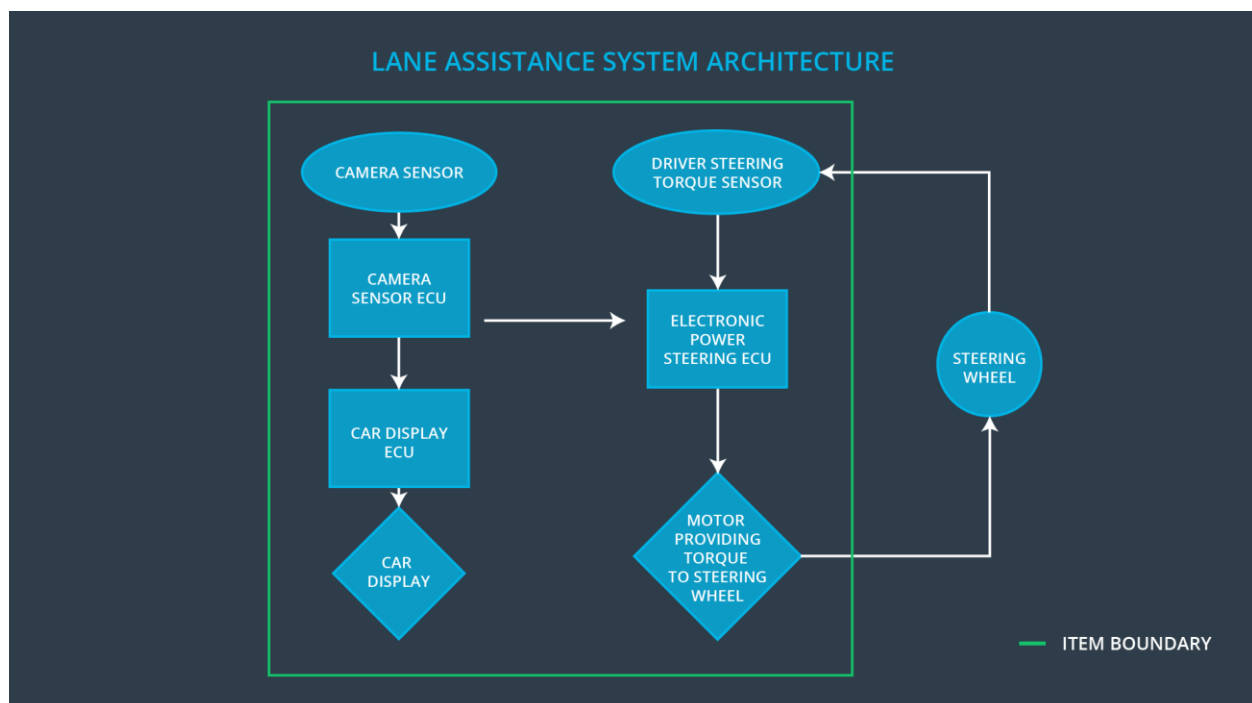 LANE ASSISTANCE SYSTEM ARCHITECTURE
CAMERA SENSOR
CAMERA
SENSOR ECU
CAR DISPLAY
ECU
CAR
DISPLAY
DRIVER STEERING
TORQUE SENSOR
ELECTRONIC
POWER
STEERING ECU
MOTOR
PROVIDING
TORQUE
TO STEERING
WHEEL
STEERING
WHEEL
ITEM BOUNDARY